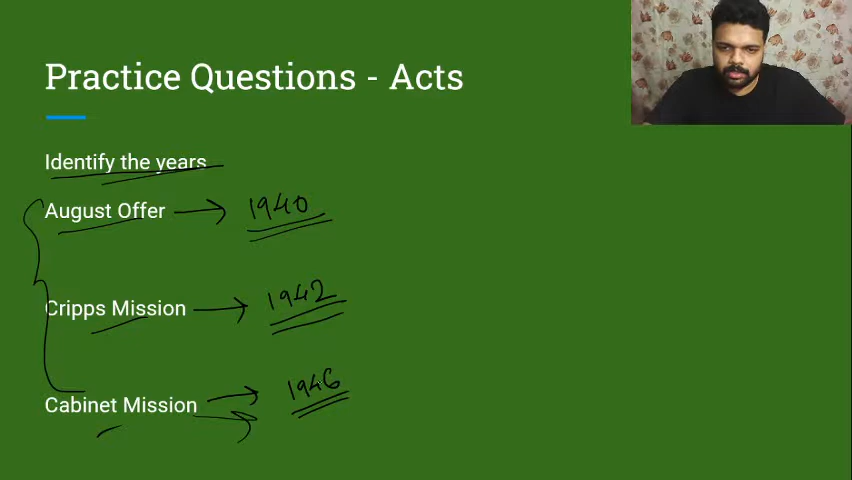 Practice Questions - Acts
Identify the years
August Offer → 1940
Cripps Mission → 1942
Cabinet Mission → 1946